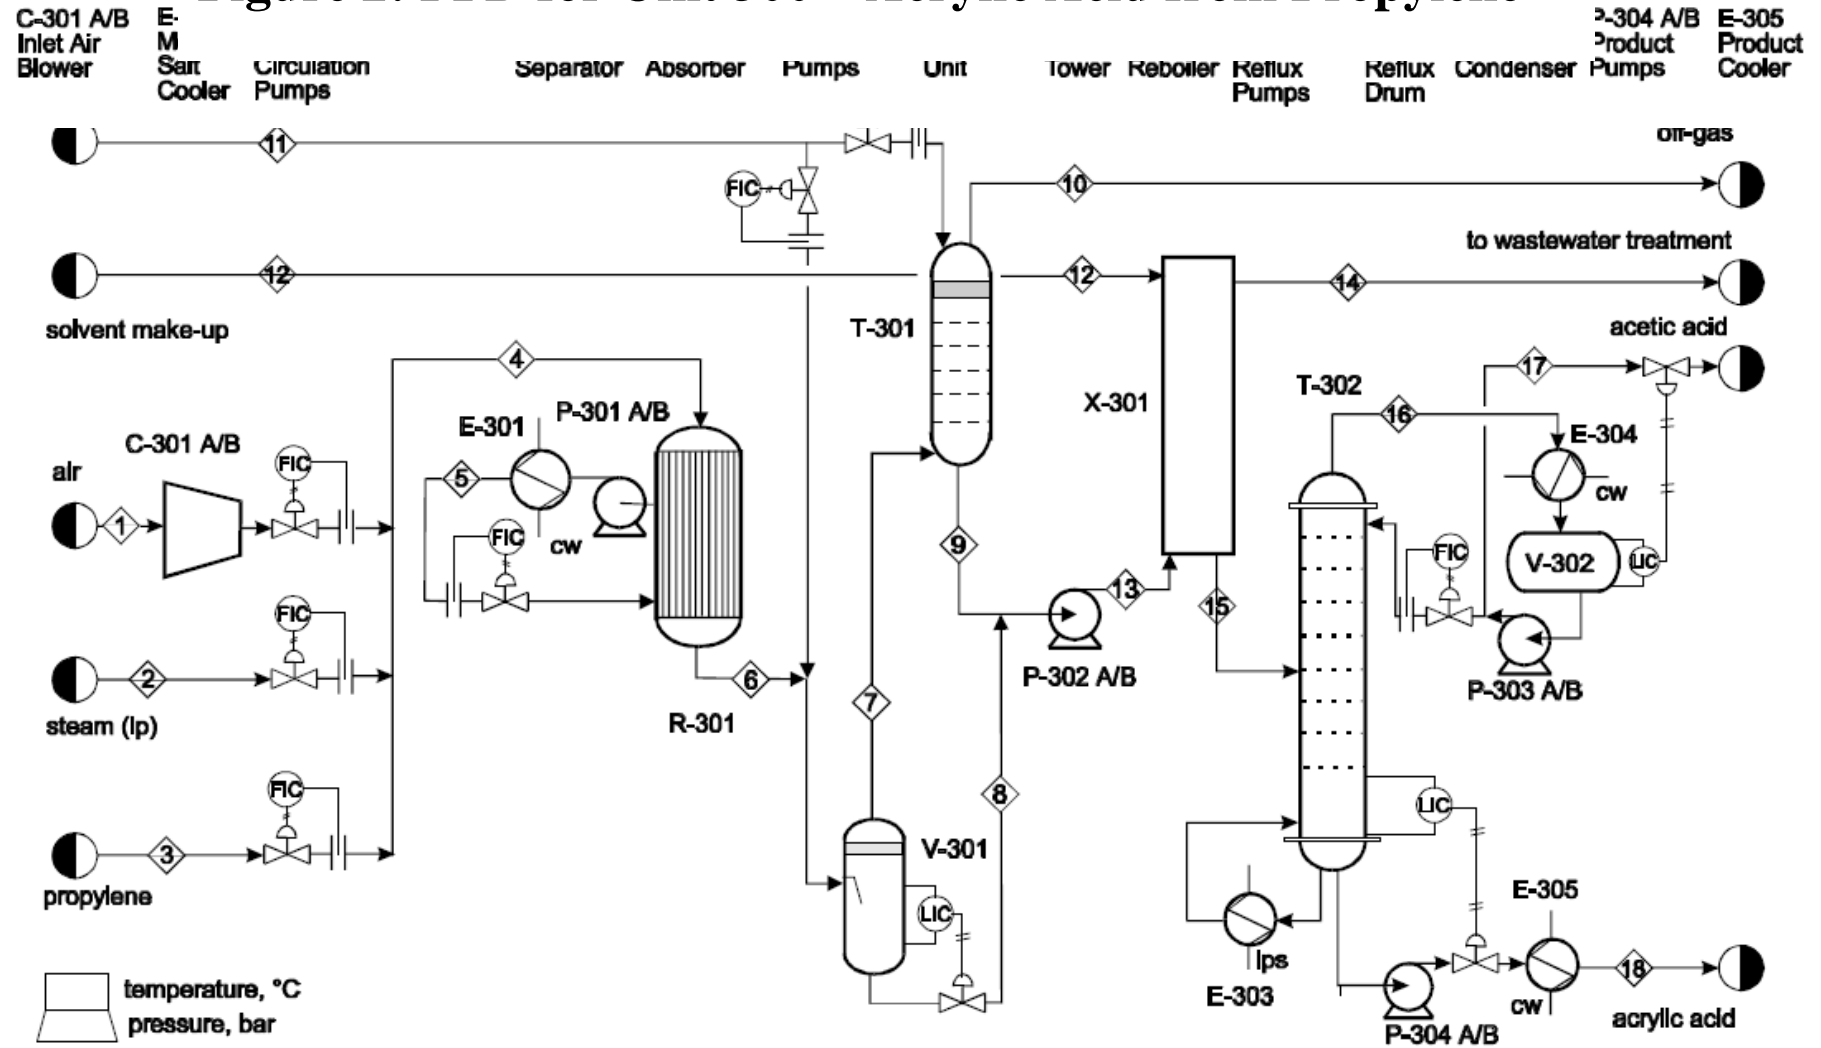 C-301 A/B
Inlet Air
Blower
E-
M
Salt
Cooler
Circulation
Pumps
Separator
Absorber
Pumps
Unit
Tower
Reboiler
Reflux
Pumps
Reflux
Drum
Condenser
P-304 A/B
Product
Pumps
E-305
Product
Cooler
11
off-gas
FIC
10
to wastewater treatment
12
12
14
solvent make-up
T-301
acetic acid
4
17
T-302
X-301
P-301 A/B
16
E-301
E-304
C-301 A/B
air
FIC
5
cw
1
FIC
cw
9
FIC
V-302
LIC
13
15
FIC
2
P-302 A/B
P-303 A/B
6
steam (lp)
R-301
7
FIC
8
LIC
3
V-301
propylene
E-305
LIC
lps
18
temperature, °C
E-303
cw
pressure, bar
P-304 A/B
acrylic acid